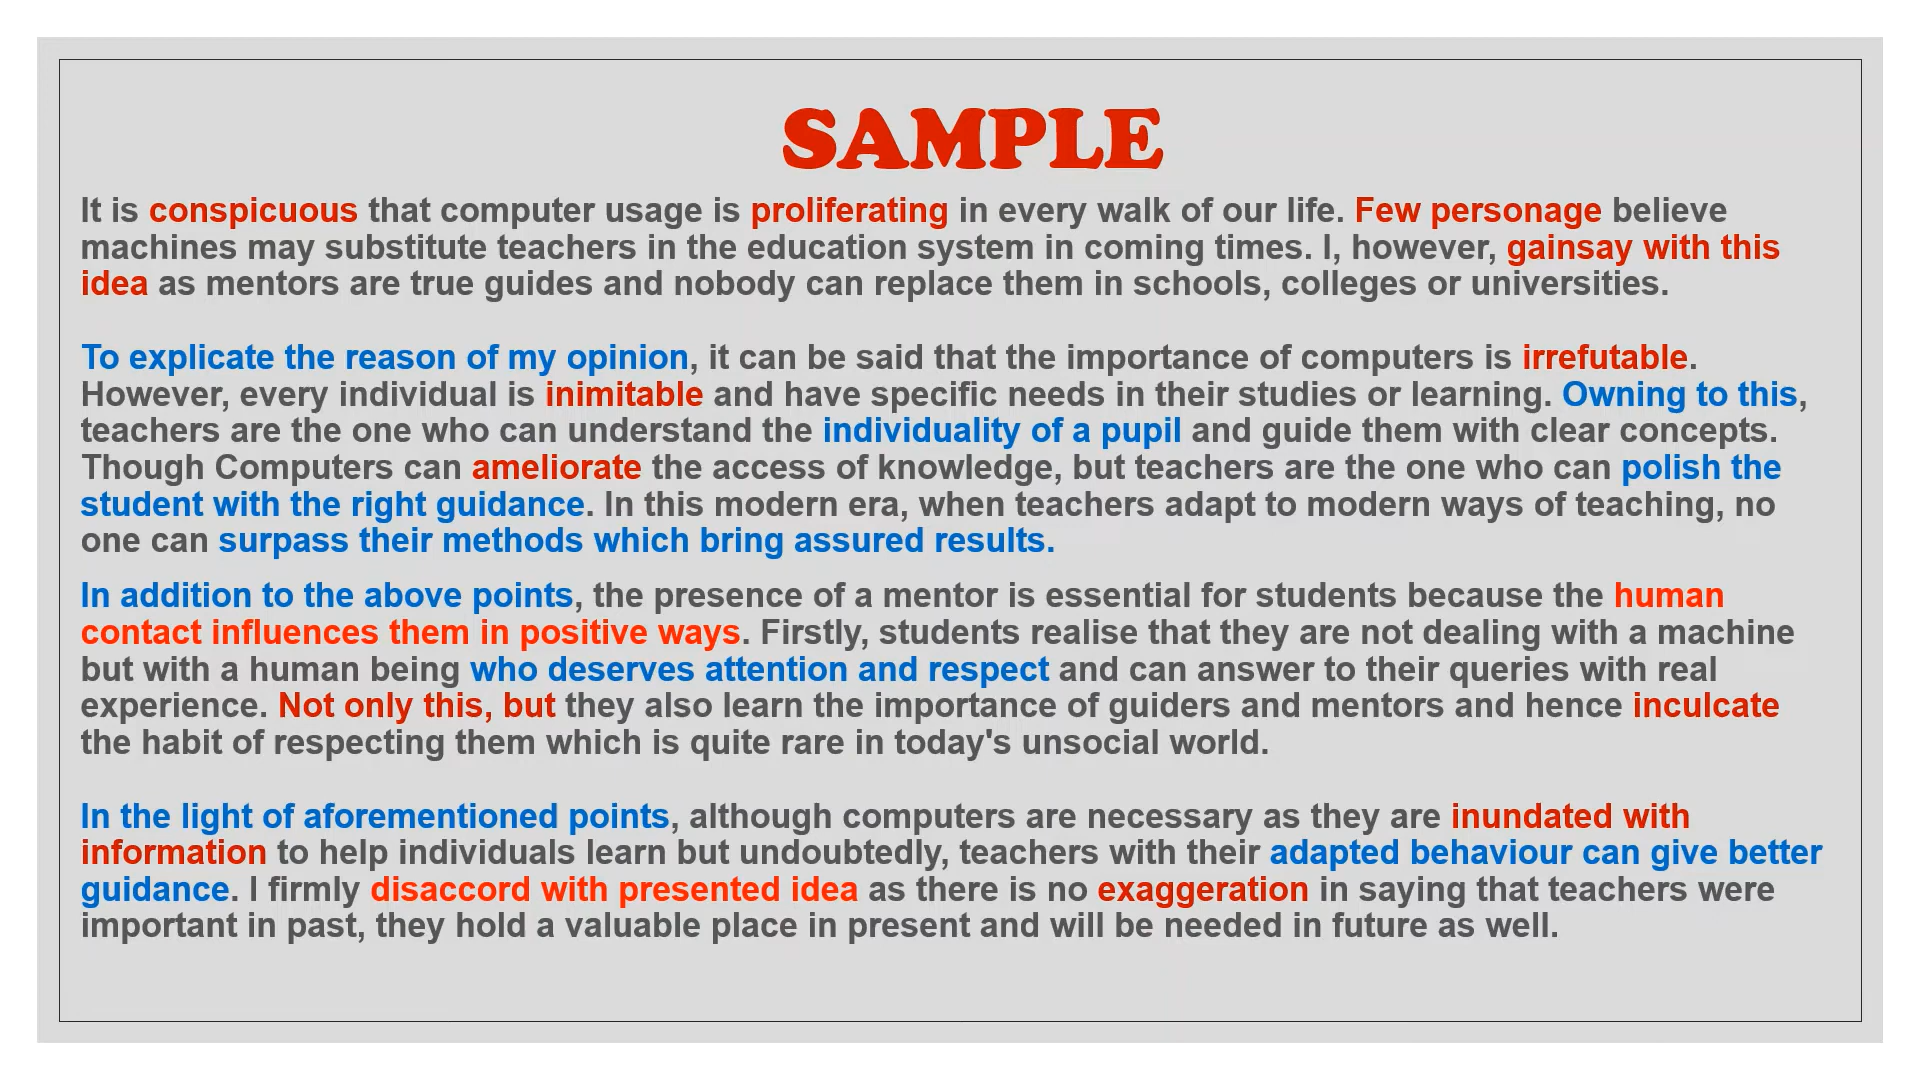 SAMPLE
It is conspicuous that computer usage is proliferating in every walk of our life. Few personage believe
machines may substitute teachers in the education system in coming times. I, however, gainsay with this
idea as mentors are true guides and nobody can replace them in schools, colleges or universities.
To explicate the reason of my opinion, it can be said that the importance of computers is irrefutable.
However, every individual is inimitable and have specific needs in their studies or learning. Owning to this,
teachers are the one who can understand the individuality of a pupil and guide them with clear concepts.
Though Computers can ameliorate the access of knowledge, but teachers are the one who can polish the
student with the right guidance. In this modern era, when teachers adapt to modern ways of teaching, no
one can surpass their methods which bring assured results.
In addition to the above points, the presence of a mentor is essential for students because the human
contact influences them in positive ways. Firstly, students realise that they are not dealing with a machine
but with a human being who deserves attention and respect and can answer to their queries with real
experience. Not only this, but they also learn the importance of guiders and mentors and hence inculcate
the habit of respecting them which is quite rare in today's unsocial world.
In the light of aforementioned points, although computers are necessary as they are inundated with
information to help individuals learn but undoubtedly, teachers with their adapted behaviour can give better
guidance. I firmly disaccord with presented idea as there is no exaggeration in saying that teachers were
important in past, they hold a valuable place in present and will be needed in future as well.